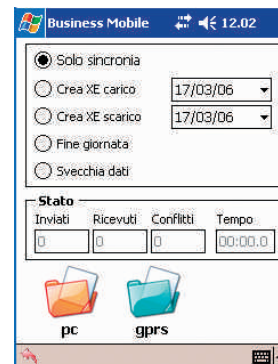 Business Mobile 12.02
Solo sincronia
Crea XE carico 17/03/06
Crea XE scarico 17/03/06
Fine giornata
Svecchia dati
Stato
Inviati Ricevuti Conflitti Tempo
0 0 0 00:00.0
pc gprs